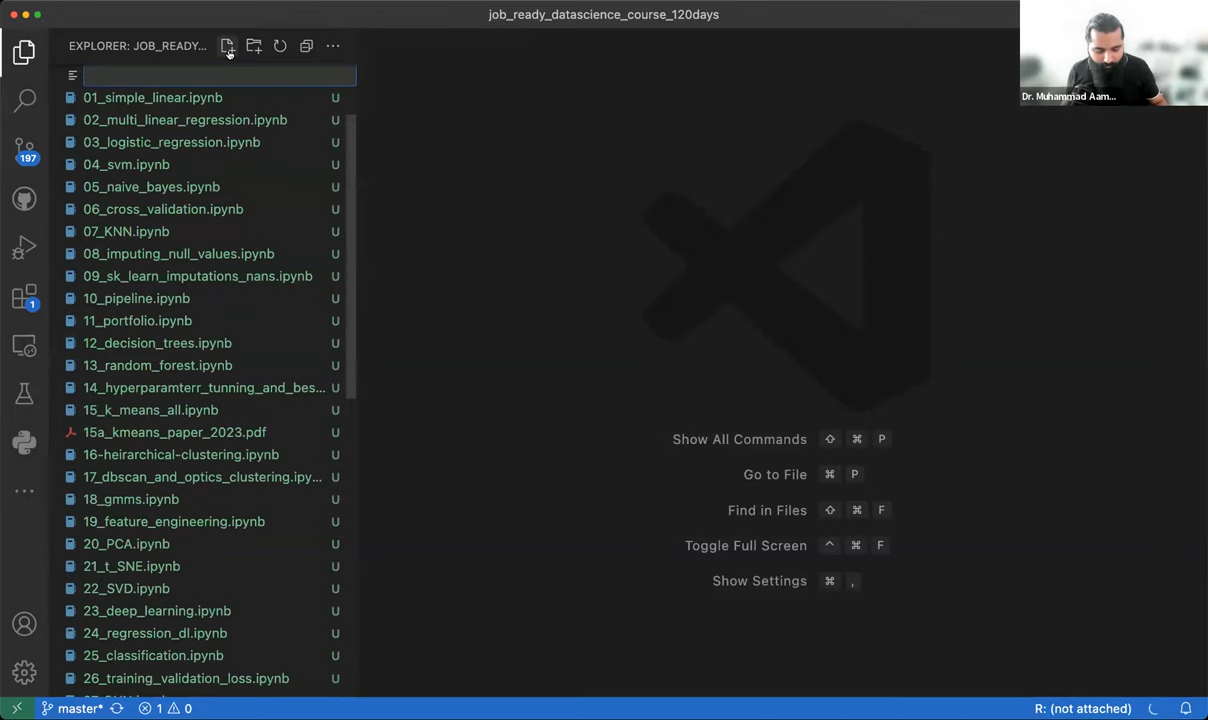 job_ready_datascience_course_120days
EXPLORER: JOB_READY...
Dr. Muhammad Aam...
01_simple_linear.ipynb U
02_multi_linear_regression.ipynb U
03_logistic_regression.ipynb U
04_svm.ipynb U
05_naive_bayes.ipynb U
06_cross_validation.ipynb U
07_KNN.ipynb U
08_imputing_null_values.ipynb U
09_sk_learn_imputations_nans.ipynb U
10_pipeline.ipynb U
11_portfolio.ipynb U
12_decision_trees.ipynb U
13_random_forest.ipynb U
14_hyperparamterr_tunning_and_bes... U
15_k_means_all.ipynb U
15a_kmeans_paper_2023.pdf U
16-heirarchical-clustering.ipynb U
17_dbscan_and_optics_clustering.ipy... U
18_gmms.ipynb U
19_feature_engineering.ipynb U
20_PCA.ipynb U
21_t_SNE.ipynb U
22_SVD.ipynb U
23_deep_learning.ipynb U
24_regression_dl.ipynb U
25_classification.ipynb U
26_training_validation_loss.ipynb U
197
1
Show All Commands ⇧ ⌘ P
Go to File ⌘ P
Find in Files ⇧ ⌘ F
Toggle Full Screen ^ ⌘ F
Show Settings ⌘ ,
master* 1 0 R: (not attached)